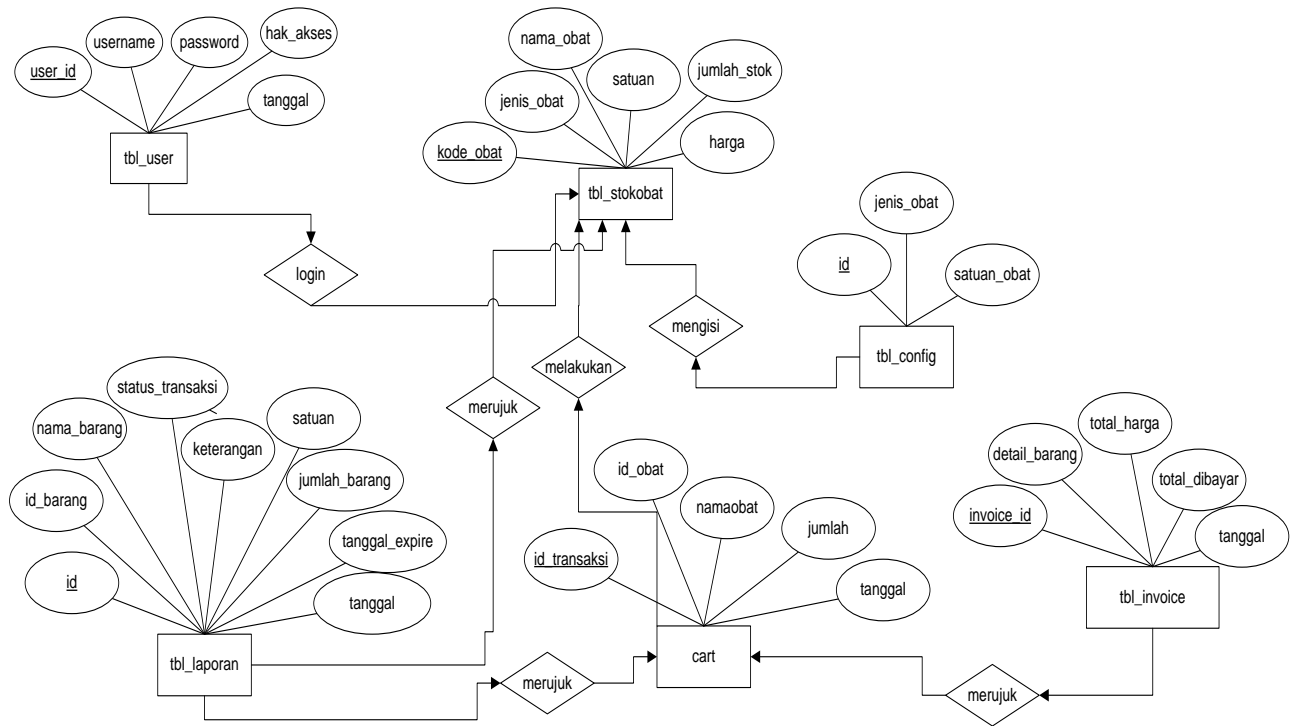 username
password
hak_akses
user_id
tanggal
tbl_user
nama_obat
satuan
jumlah_stok
jenis_obat
kode_obat
harga
tbl_stokobat
login
jenis_obat
id
satuan_obat
tbl_config
mengisi
melakukan
merujuk
status_transaksi
nama_barang
keterangan
satuan
id_barang
jumlah_barang
tanggal_expire
id
tanggal
tbl_laporan
id_obat
namaobat
jumlah
id_transaksi
tanggal
cart
total_harga
detail_barang
total_dibayar
invoice_id
tanggal
tbl_invoice
merujuk
merujuk